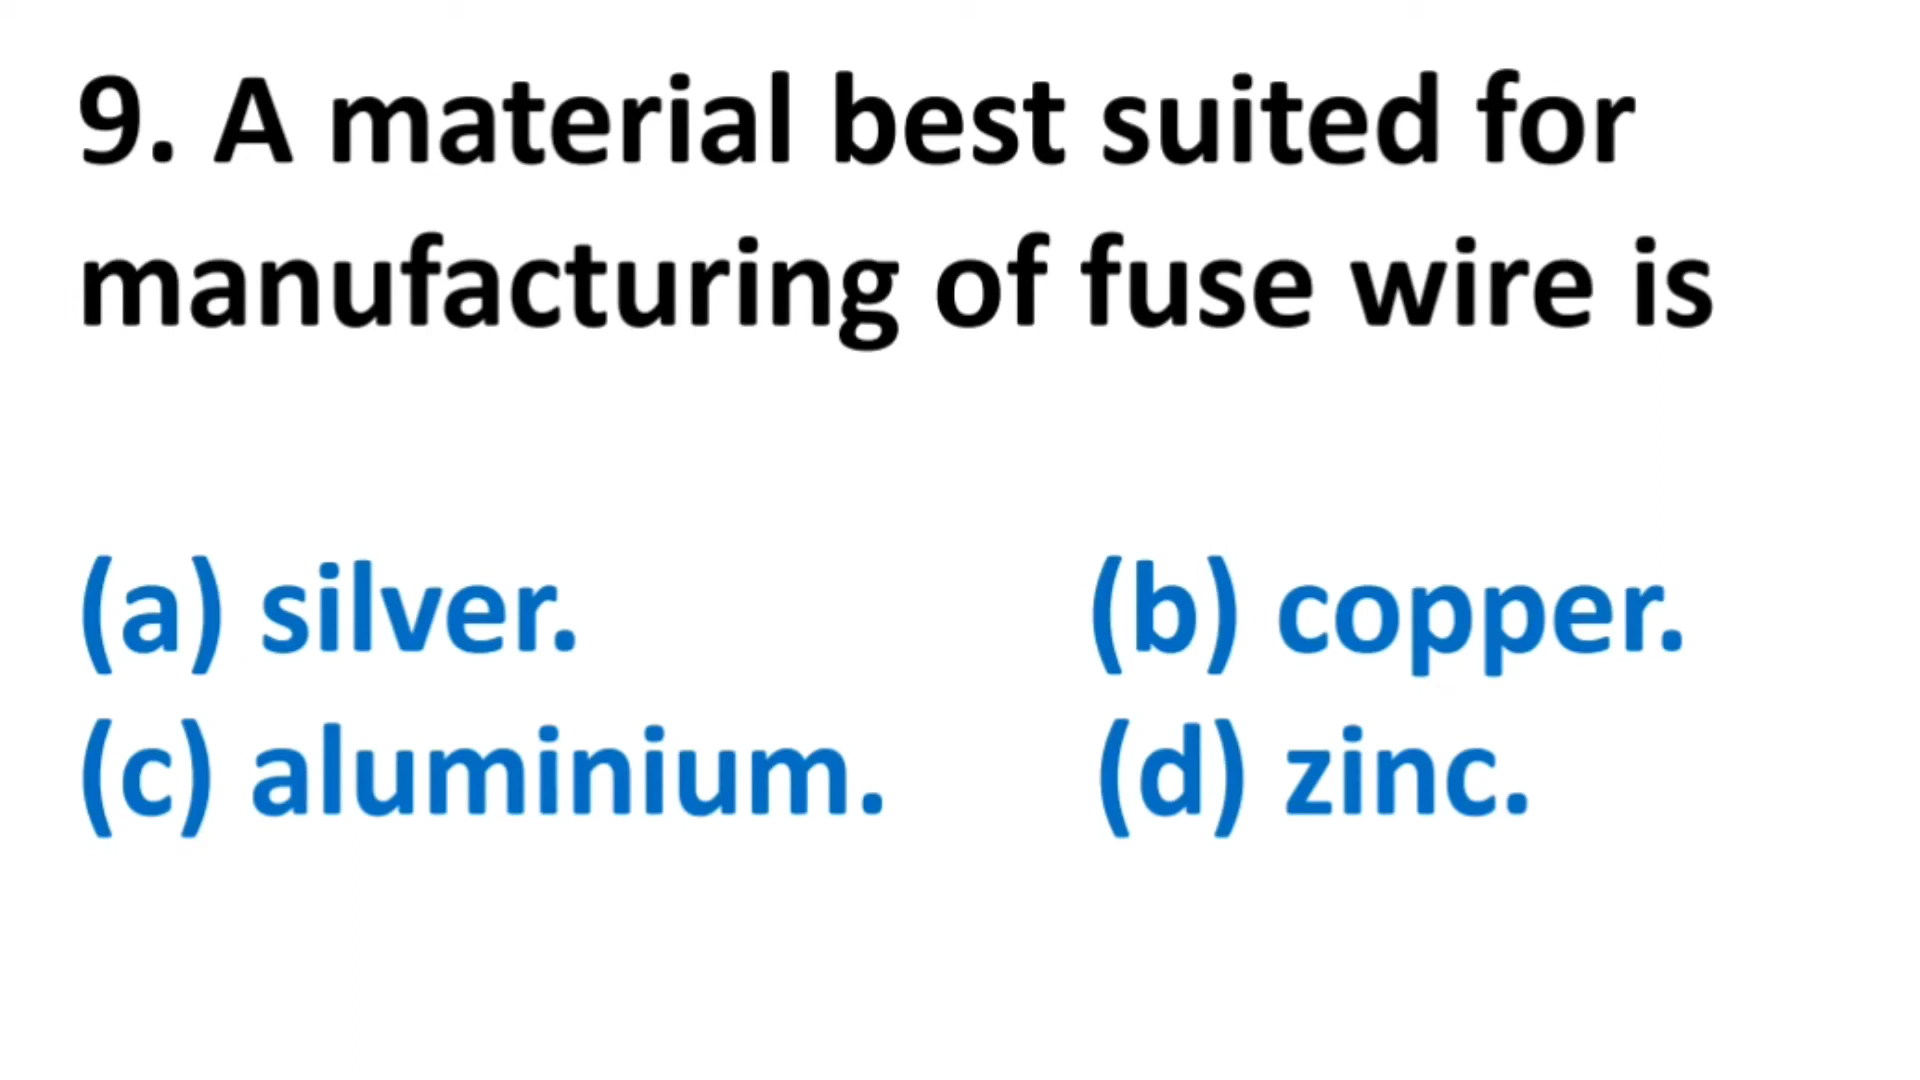 9. A material best suited for
manufacturing of fuse wire is
(a) silver. (b) copper.
(c) aluminium. (d) zinc.